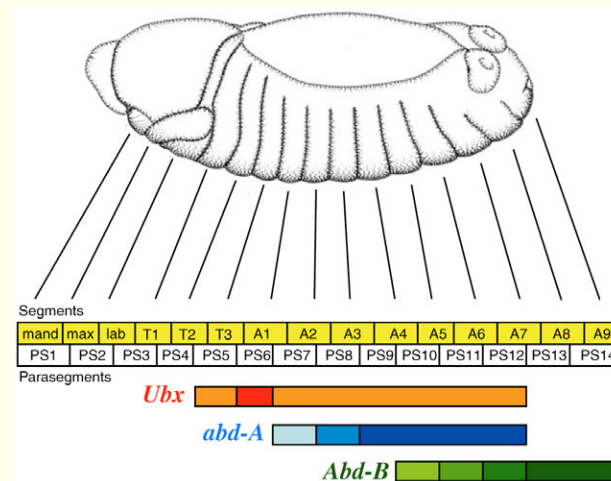 Segments
mand max lab T1 T2 T3 A1 A2 A3 A4 A5 A6 A7 A8 A9
PS1 PS2 PS3 PS4 PS5 PS6 PS7 PS8 PS9 PS10 PS11 PS12 PS13 PS14
Parasegments
Ubx
abd-A
Abd-B